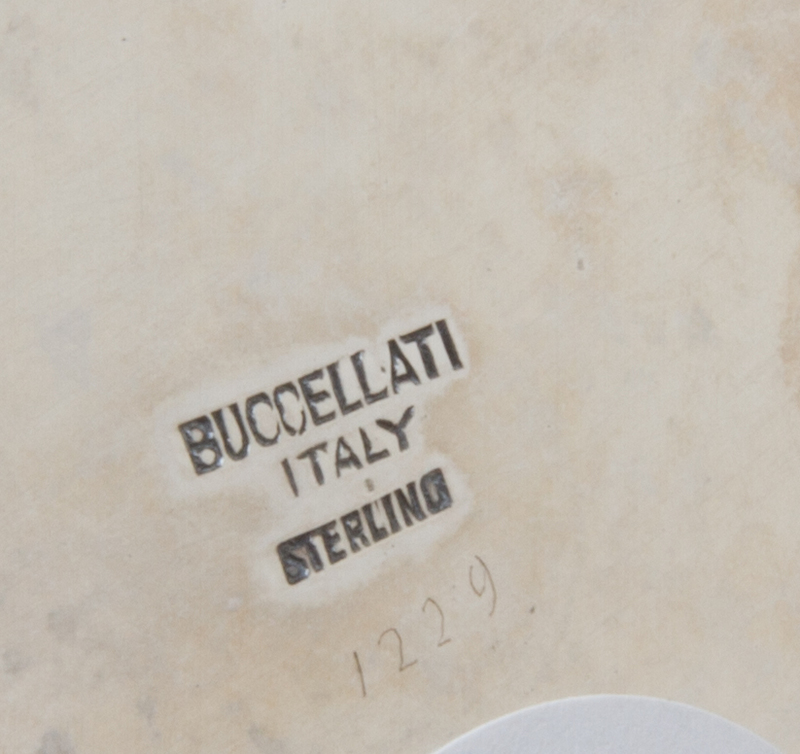 BUCCELLATI
ITALY
STERLING
1229